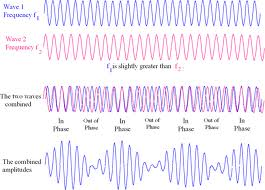 Wave 1
Frequency f1
Wave 2
Frequency f2
f1 is slightly greater than f2
The two waves
combined
In Phase
Out of Phase
In Phase
Out of Phase
In Phase
Out of Phase
In Phase
The combined
amplitudes